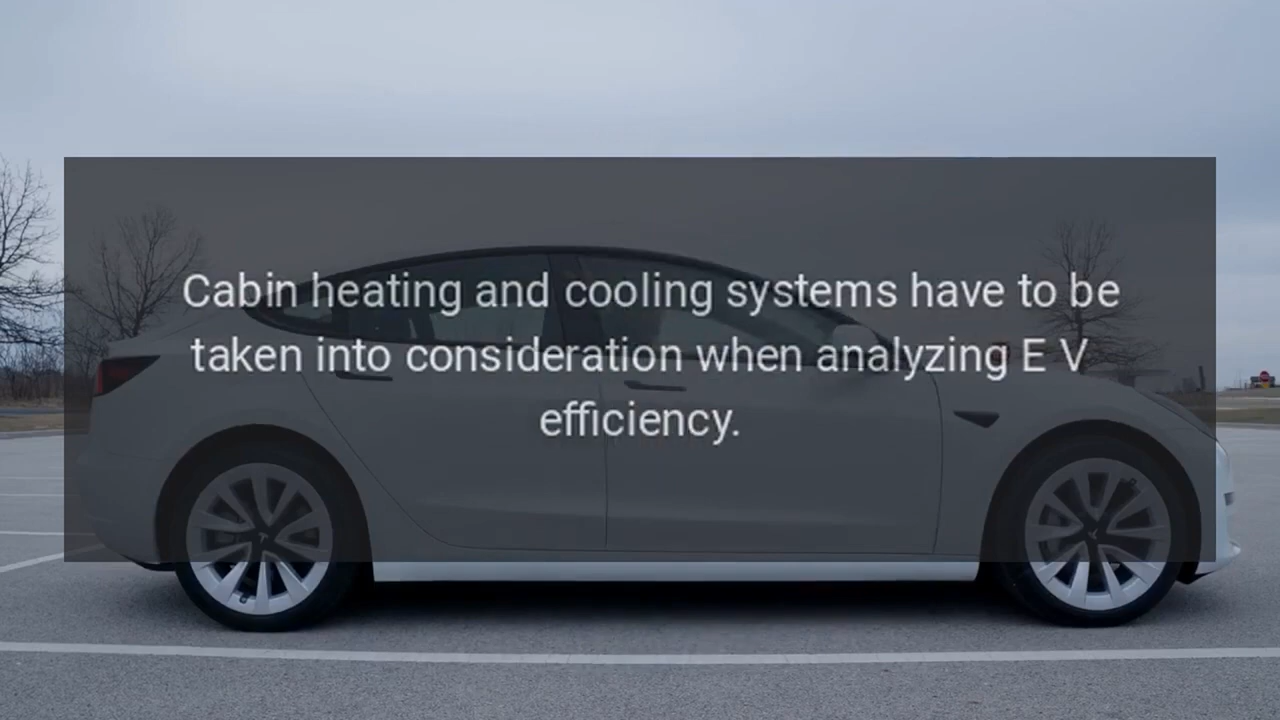 Cabin heating and cooling systems have to be
taken into consideration when analyzing E V
efficiency.